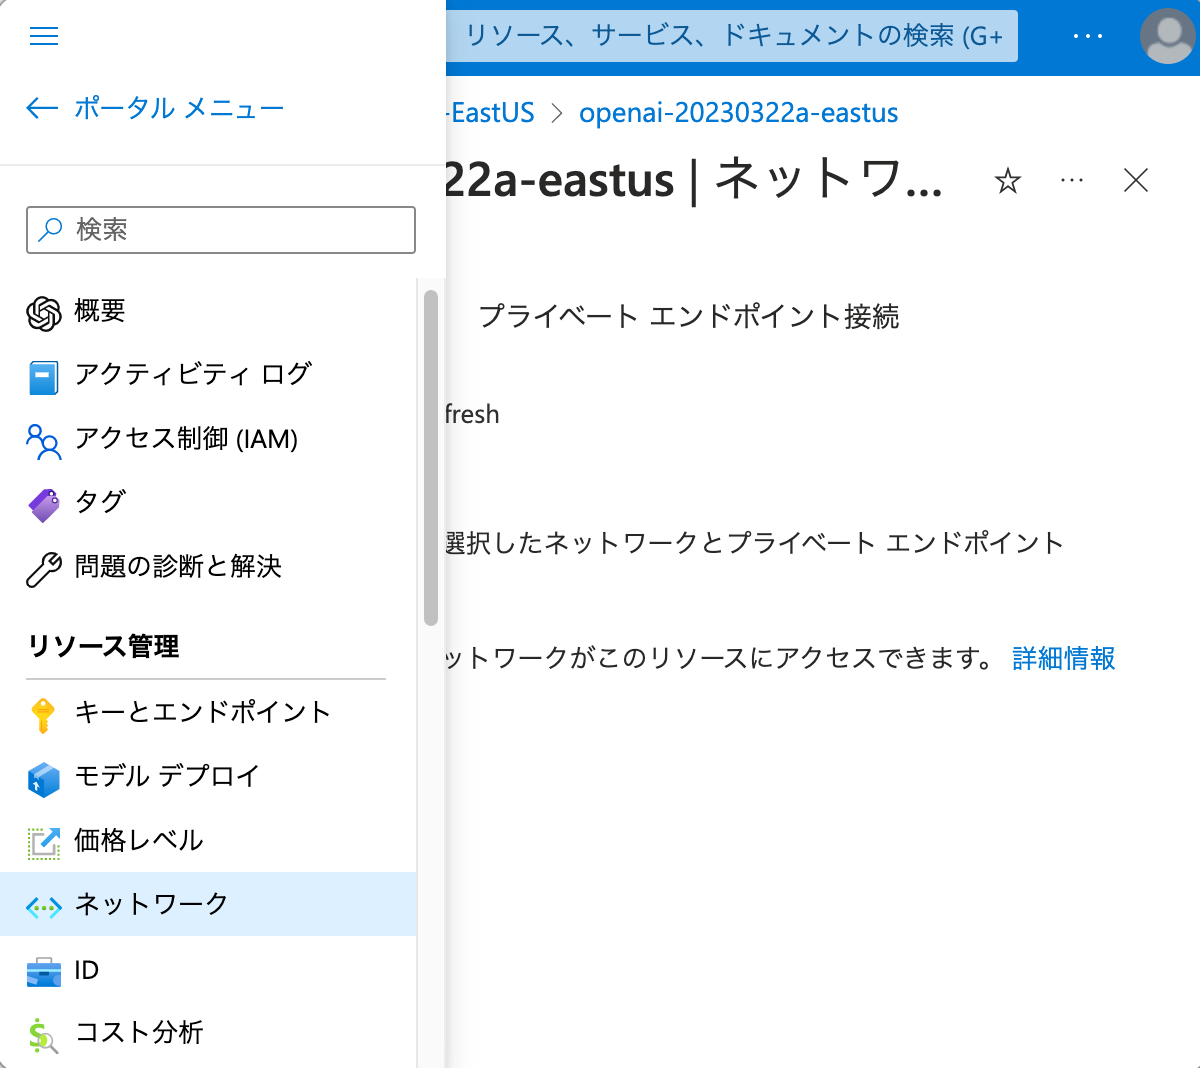 リソース、サービス、ドキュメントの検索 (G+
ポータル メニュー
-EastUS > openai-20230322a-eastus
22a-eastus | ネットワ...
検索
概要
アクティビティ ログ
アクセス制御 (IAM)
タグ
問題の診断と解決
リソース管理
キーとエンドポイント
モデル デプロイ
価格レベル
ネットワーク
ID
コスト分析
プライベート エンドポイント接続
fresh
選択したネットワークとプライベート エンドポイント
ットワークがこのリソースにアクセスできます。 詳細情報